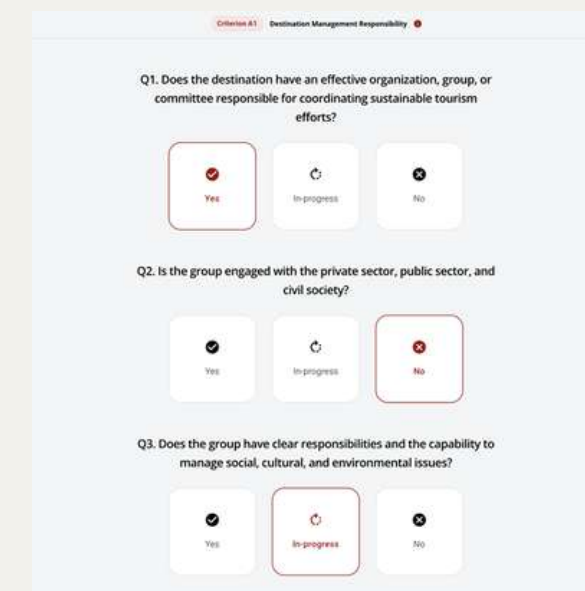 Criterion A1 Destination Management Responsibility
Q1. Does the destination have an effective organization, group, or
committee responsible for coordinating sustainable tourism
efforts?
Yes In-progress No
Q2. Is the group engaged with the private sector, public sector, and
civil society?
Yes In-progress No
Q3. Does the group have clear responsibilities and the capability to
manage social, cultural, and environmental issues?
Yes In-progress No